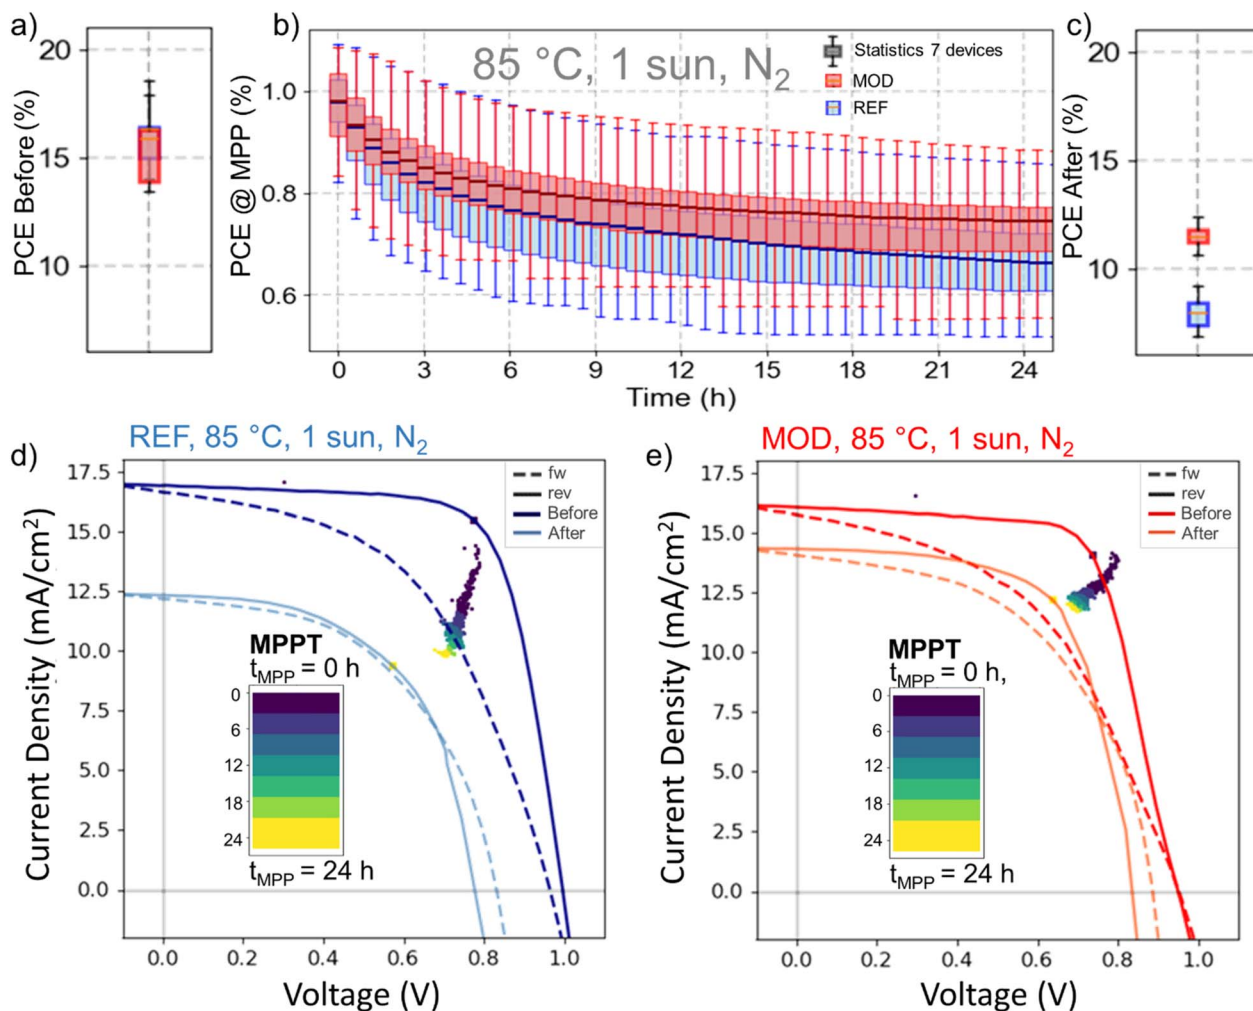 a)
PCE Before (%)
20
15
10
b)
PCE @ MPP (%)
1.0
0.8
0.6
85 °C, 1 sun, N₂
Statistics 7 devices
MOD
REF
0 3 6 9 12 15 18 21 24
Time (h)
c)
PCE After (%)
20
15
10
d)
REF, 85 °C, 1 sun, N₂
Current Density (mA/cm²)
17.5
15.0
12.5
10.0
7.5
5.0
2.5
0.0
fw
rev
Before
After
MPPT
t_MPP = 0 h
0
6
12
18
24
t_MPP = 24 h
0.0 0.2 0.4 0.6 0.8 1.0
Voltage (V)
e)
MOD, 85 °C, 1 sun, N₂
Current Density (mA/cm²)
17.5
15.0
12.5
10.0
7.5
5.0
2.5
0.0
fw
rev
Before
After
MPPT
t_MPP = 0 h,
0
6
12
18
24
t_MPP = 24 h
0.0 0.2 0.4 0.6 0.8 1.0
Voltage (V)